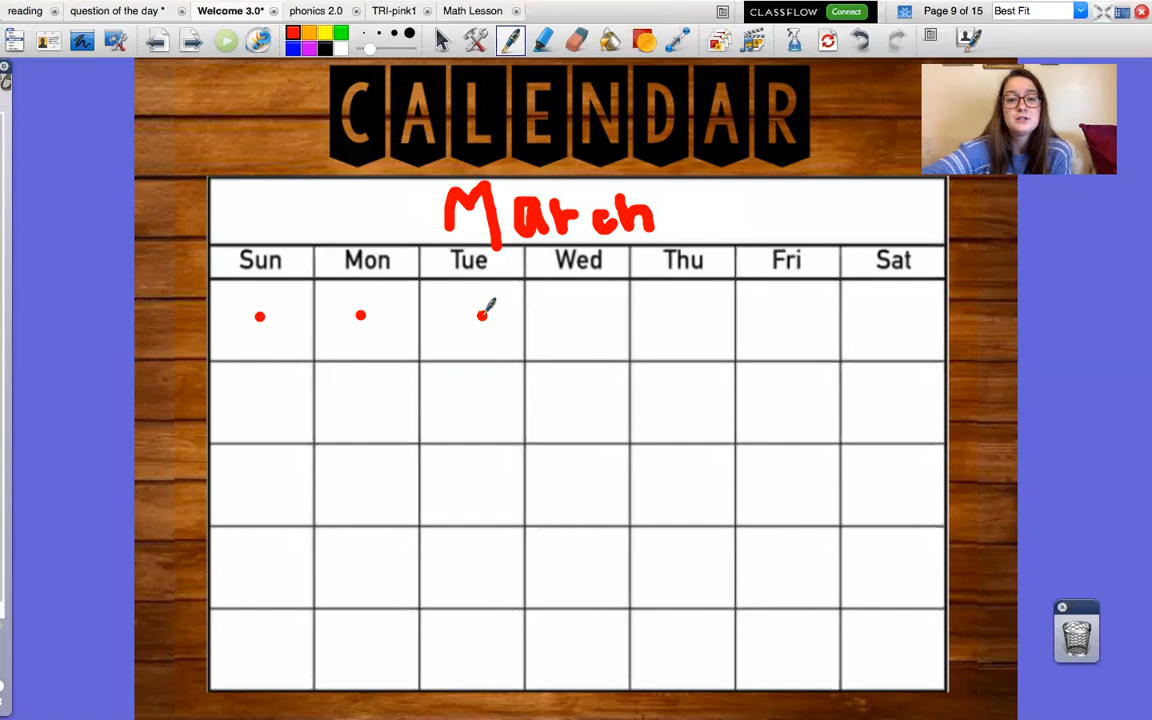 reading question of the day * Welcome 3.0* phonics 2.0 TRI-pink1 Math Lesson CLASSFLOW Connect Page 9 of 15 Best Fit
CALENDAR
March
Sun Mon Tue Wed Thu Fri Sat